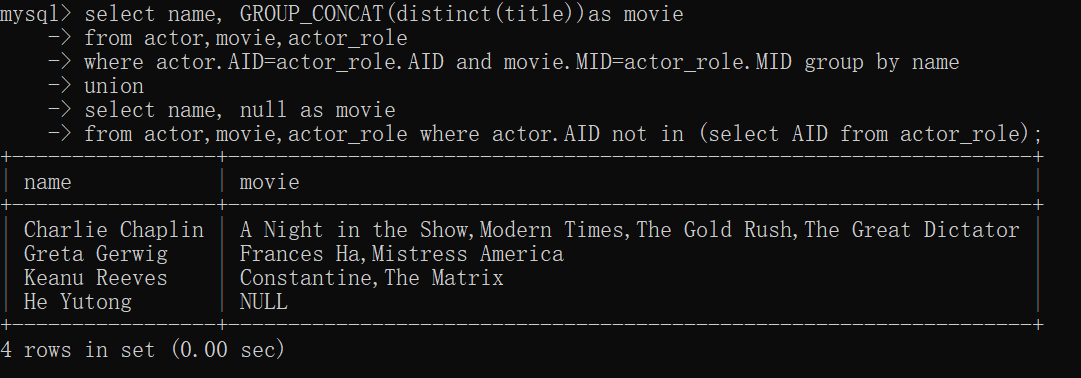 mysql> select name, GROUP_CONCAT(distinct(title))as movie
    -> from actor,movie,actor_role
    -> where actor.AID=actor_role.AID and movie.MID=actor_role.MID group by name
    -> union
    -> select name, null as movie
    -> from actor,movie,actor_role where actor.AID not in (select AID from actor_role);
+-----------------+------------------------------------------------------------------+
| name            | movie                                                            |
+-----------------+------------------------------------------------------------------+
| Charlie Chaplin | A Night in the Show,Modern Times,The Gold Rush,The Great Dictator |
| Greta Gerwig    | Frances Ha,Mistress America                                      |
| Keanu Reeves    | Constantine,The Matrix                                           |
| He Yutong       | NULL                                                             |
+-----------------+------------------------------------------------------------------+
4 rows in set (0.00 sec)